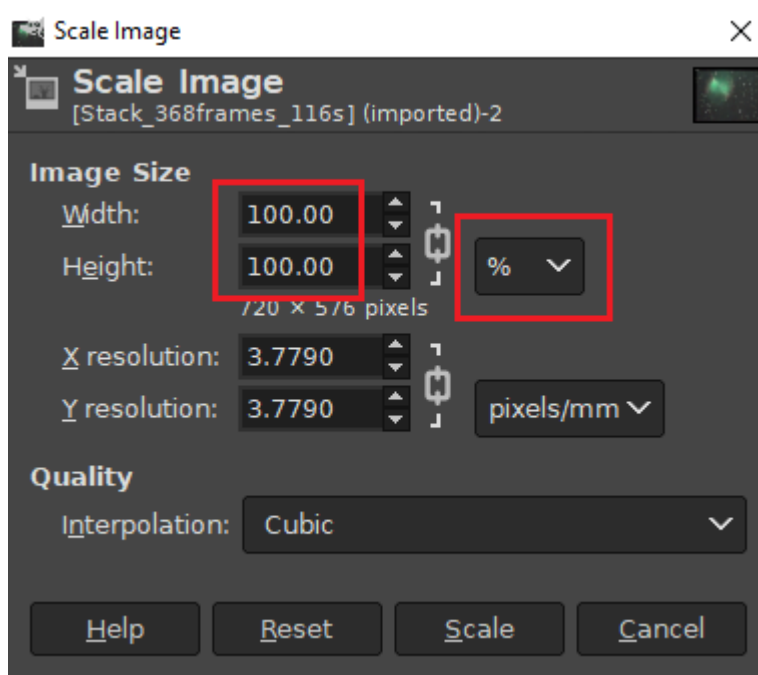 Scale Image
Scale Image
[Stack_368frames_116s] (imported)-2
Image Size
Width: 100.00
Height: 100.00 %
720 × 576 pixels
X resolution: 3.7790
Y resolution: 3.7790 pixels/mm
Quality
Interpolation: Cubic
Help Reset Scale Cancel